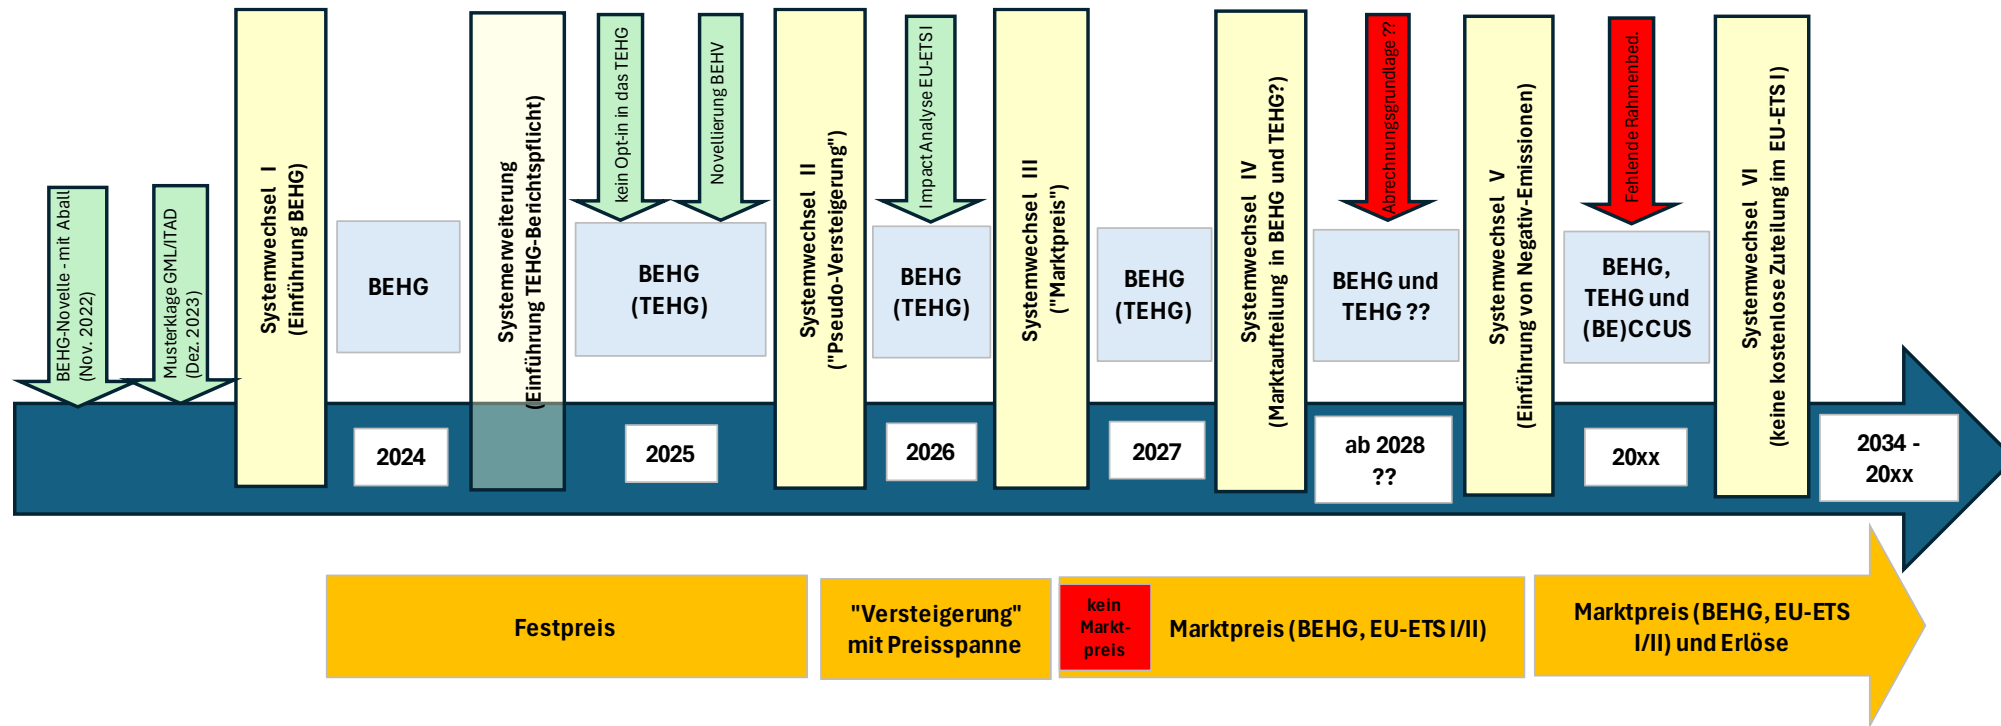 BEHG-Novelle - mit Aball
(Nov. 2022)
Musterklage GML/ITAD
(Dez. 2023)
Systemwechsel I
(Einführung BEHG)
BEHG
Systemerweiterung
(Einführung TEHG-Berichtspflicht)
kein Opt-in in das TEHG
Novellierung BEHV
BEHG
(TEHG)
Systemwechsel II
("Pseudo-Versteigerung")
Impact Analyse EU-ETS I
BEHG
(TEHG)
Systemwechsel III
("Marktpreis")
BEHG
(TEHG)
Systemwechsel IV
(Marktaufteilung in BEHG und TEHG?)
Abrechnungsgrundlage ??
BEHG und
TEHG ??
Systemwechsel V
(Einführung von Negativ-Emissionen)
Fehlende Rahmenbed.
BEHG,
TEHG und
(BE)CCUS
Systemwechsel VI
(keine kostenlose Zuteilung im EU-ETS I)
2024
2025
2026
2027
ab 2028
??
20xx
2034 -
20xx
Festpreis
"Versteigerung"
mit Preisspanne
kein
Markt-
preis
Marktpreis (BEHG, EU-ETS I/II)
Marktpreis (BEHG, EU-ETS
I/II) und Erlöse